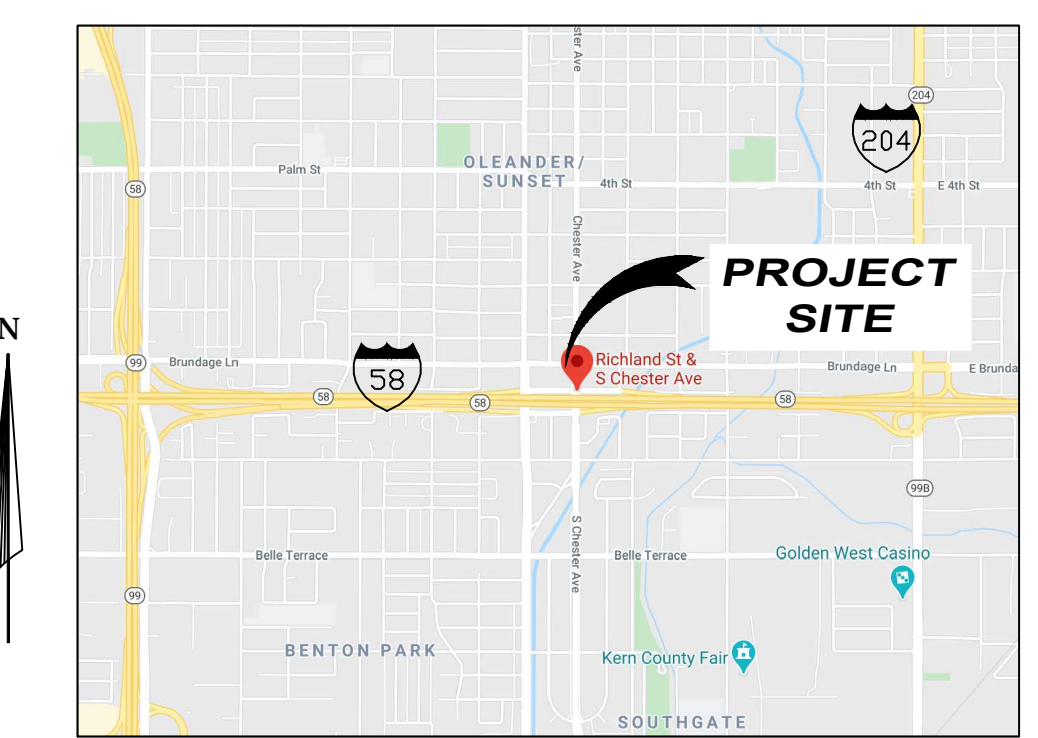 ster Ave
204
204
OLEANDER/
SUNSET
Palm St
4th St
4th St
E 4th St
58
Chester Ave
PROJECT
SITE
N
99
Brundage Ln
58
Richland St &
S Chester Ave
Brundage Ln
E Brunda
58
58
58
99B
S Chester Ave
Belle Terrace
Belle Terrace
Golden West Casino
99
BENTON PARK
Kern County Fair
SOUTHGATE